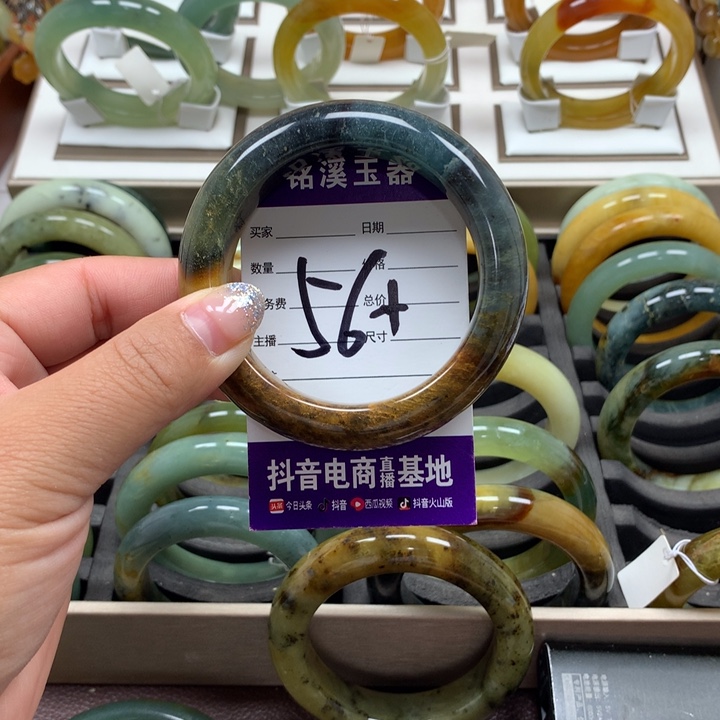 铭溪玉器
买家 日期
数量 价格
务费 总价
主播 尺寸
56+
抖音电商直播基地
头条 今日头条 抖音 西瓜视频 抖音火山版